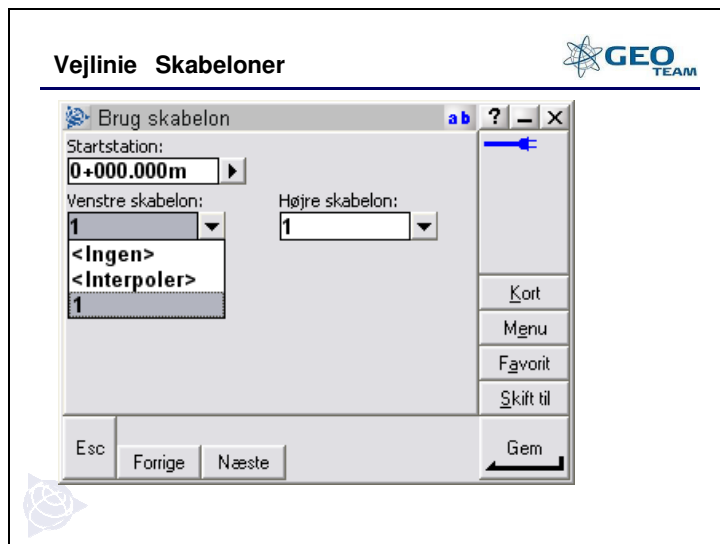 Vejlinie Skabeloner
GEO
TEAM
Brug skabelon
ab ?
Startstation:
0+000.000m
Venstre skabelon: Højre skabelon:
1 1
<Ingen>
<Interpoler>
1
Kort
Menu
Favorit
Skift til
Esc Forrige Næste Gem